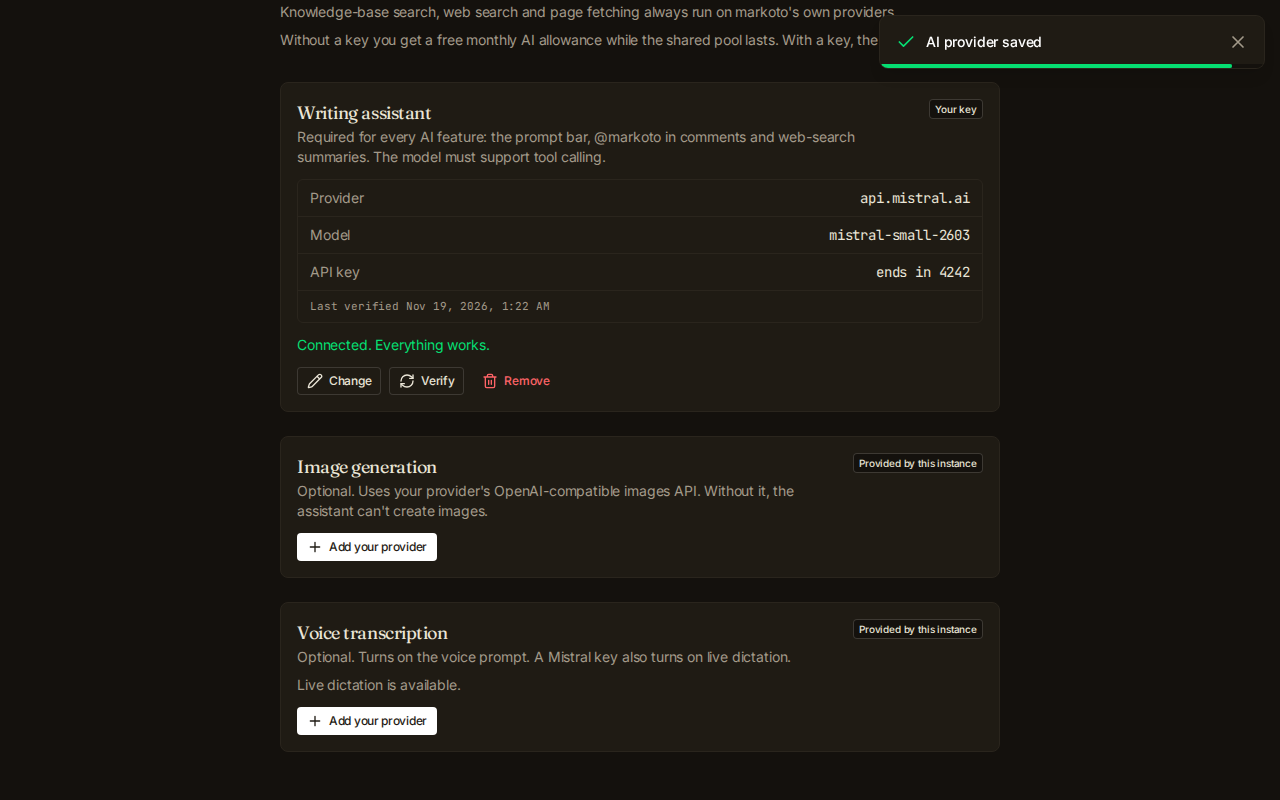 Knowledge-base search, web search and page fetching always run on markoto's own providers
Without a key you get a free monthly AI allowance while the shared pool lasts. With a key, the
AI provider saved
Writing assistant
Your key
Required for every AI feature: the prompt bar, @markoto in comments and web-search
summaries. The model must support tool calling.
Provider api.mistral.ai
Model mistral-small-2603
API key ends in 4242
Last verified Nov 19, 2026, 1:22 AM
Connected. Everything works.
Change Verify Remove
Image generation
Provided by this instance
Optional. Uses your provider's OpenAI-compatible images API. Without it, the
assistant can't create images.
Add your provider
Voice transcription
Provided by this instance
Optional. Turns on the voice prompt. A Mistral key also turns on live dictation.
Live dictation is available.
Add your provider